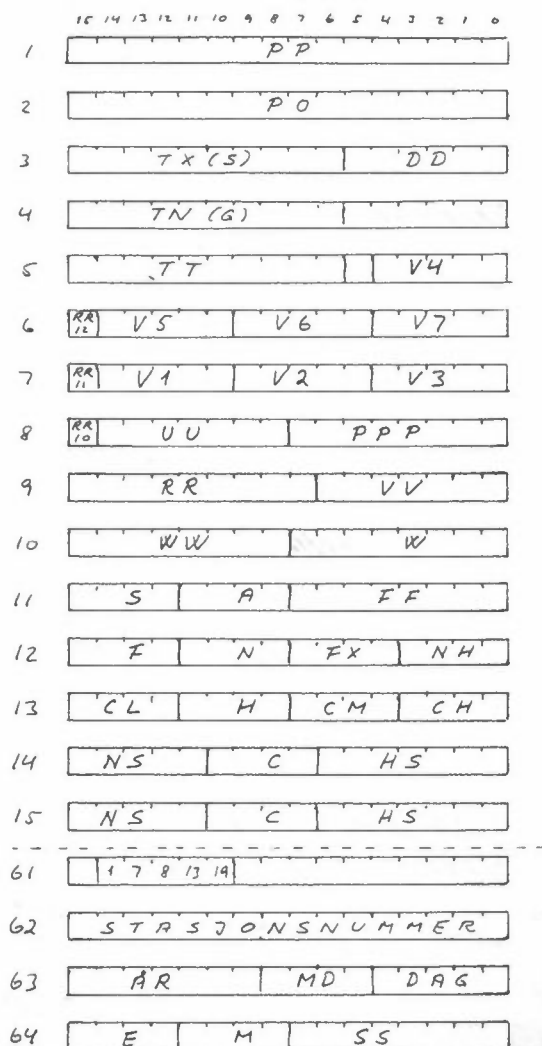 15 14 13 12 11 10 9 8 7 6 5 4 3 2 1 0
1 PP
2 PO
3 TX (S) DD
4 TN (G)
5 TT V4
6 RR 12 V5 V6 V7
7 RR 11 V1 V2 V3
8 RR 10 UU PPP
9 RR VV
10 WW W
11 S A FF
12 F N FX NH
13 CL H CM CH
14 NS C HS
15 NS C HS
61 1 7 8 13 19
62 STASJONSNUMMER
63 ÅR MD DAG
64 E M SS